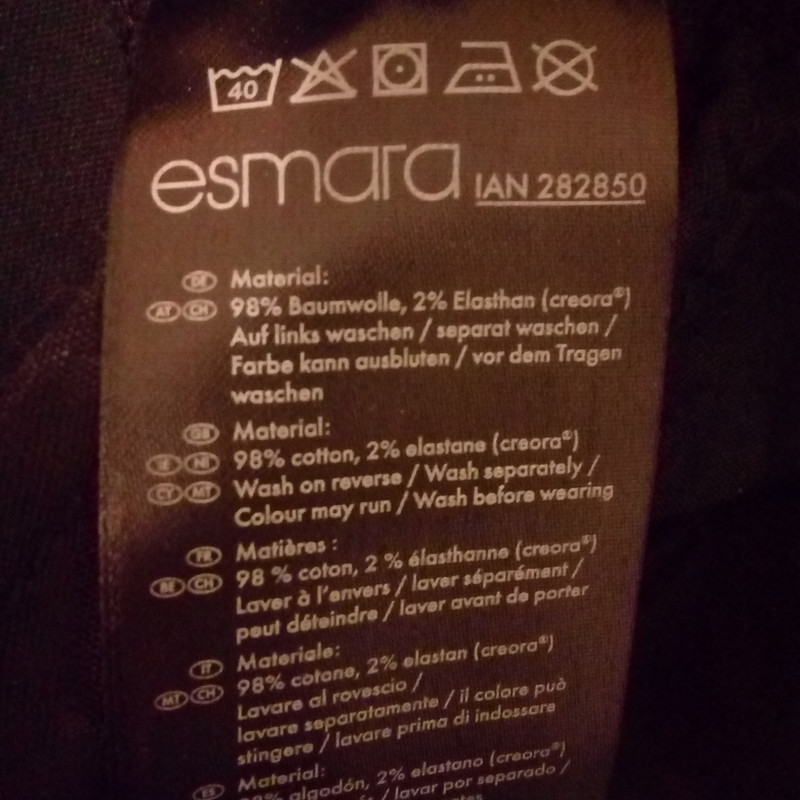 40
esmara IAN 282850
DE Material:
AT CH 98% Baumwolle, 2% Elasthan (creora®)
Auf links waschen / separat waschen /
Farbe kann ausbluten / vor dem Tragen
waschen
GB Material:
IE NI 98% cotton, 2% elastane (creora®)
CY MT Wash on reverse / Wash separately /
Colour may run / Wash before wearing
FR Matières :
BE CH 98 % coton, 2 % élasthanne (creora®)
Laver à l'envers / laver séparément /
peut déteindre / laver avant de porter
IT Materiale:
MT CH 98% cotone, 2% elastan (creora®)
Lavare al rovescio /
lavare separatamente / il colore può
stingere / lavare prima di indossare
ES Material:
98% algodón, 2% elastano (creora®)
/ lavar por separado /